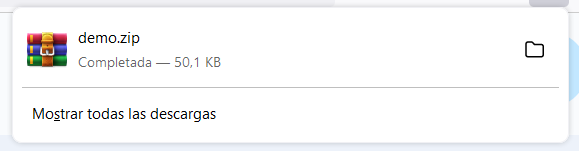 demo.zip
Completada — 50,1 KB
Mostrar todas las descargas